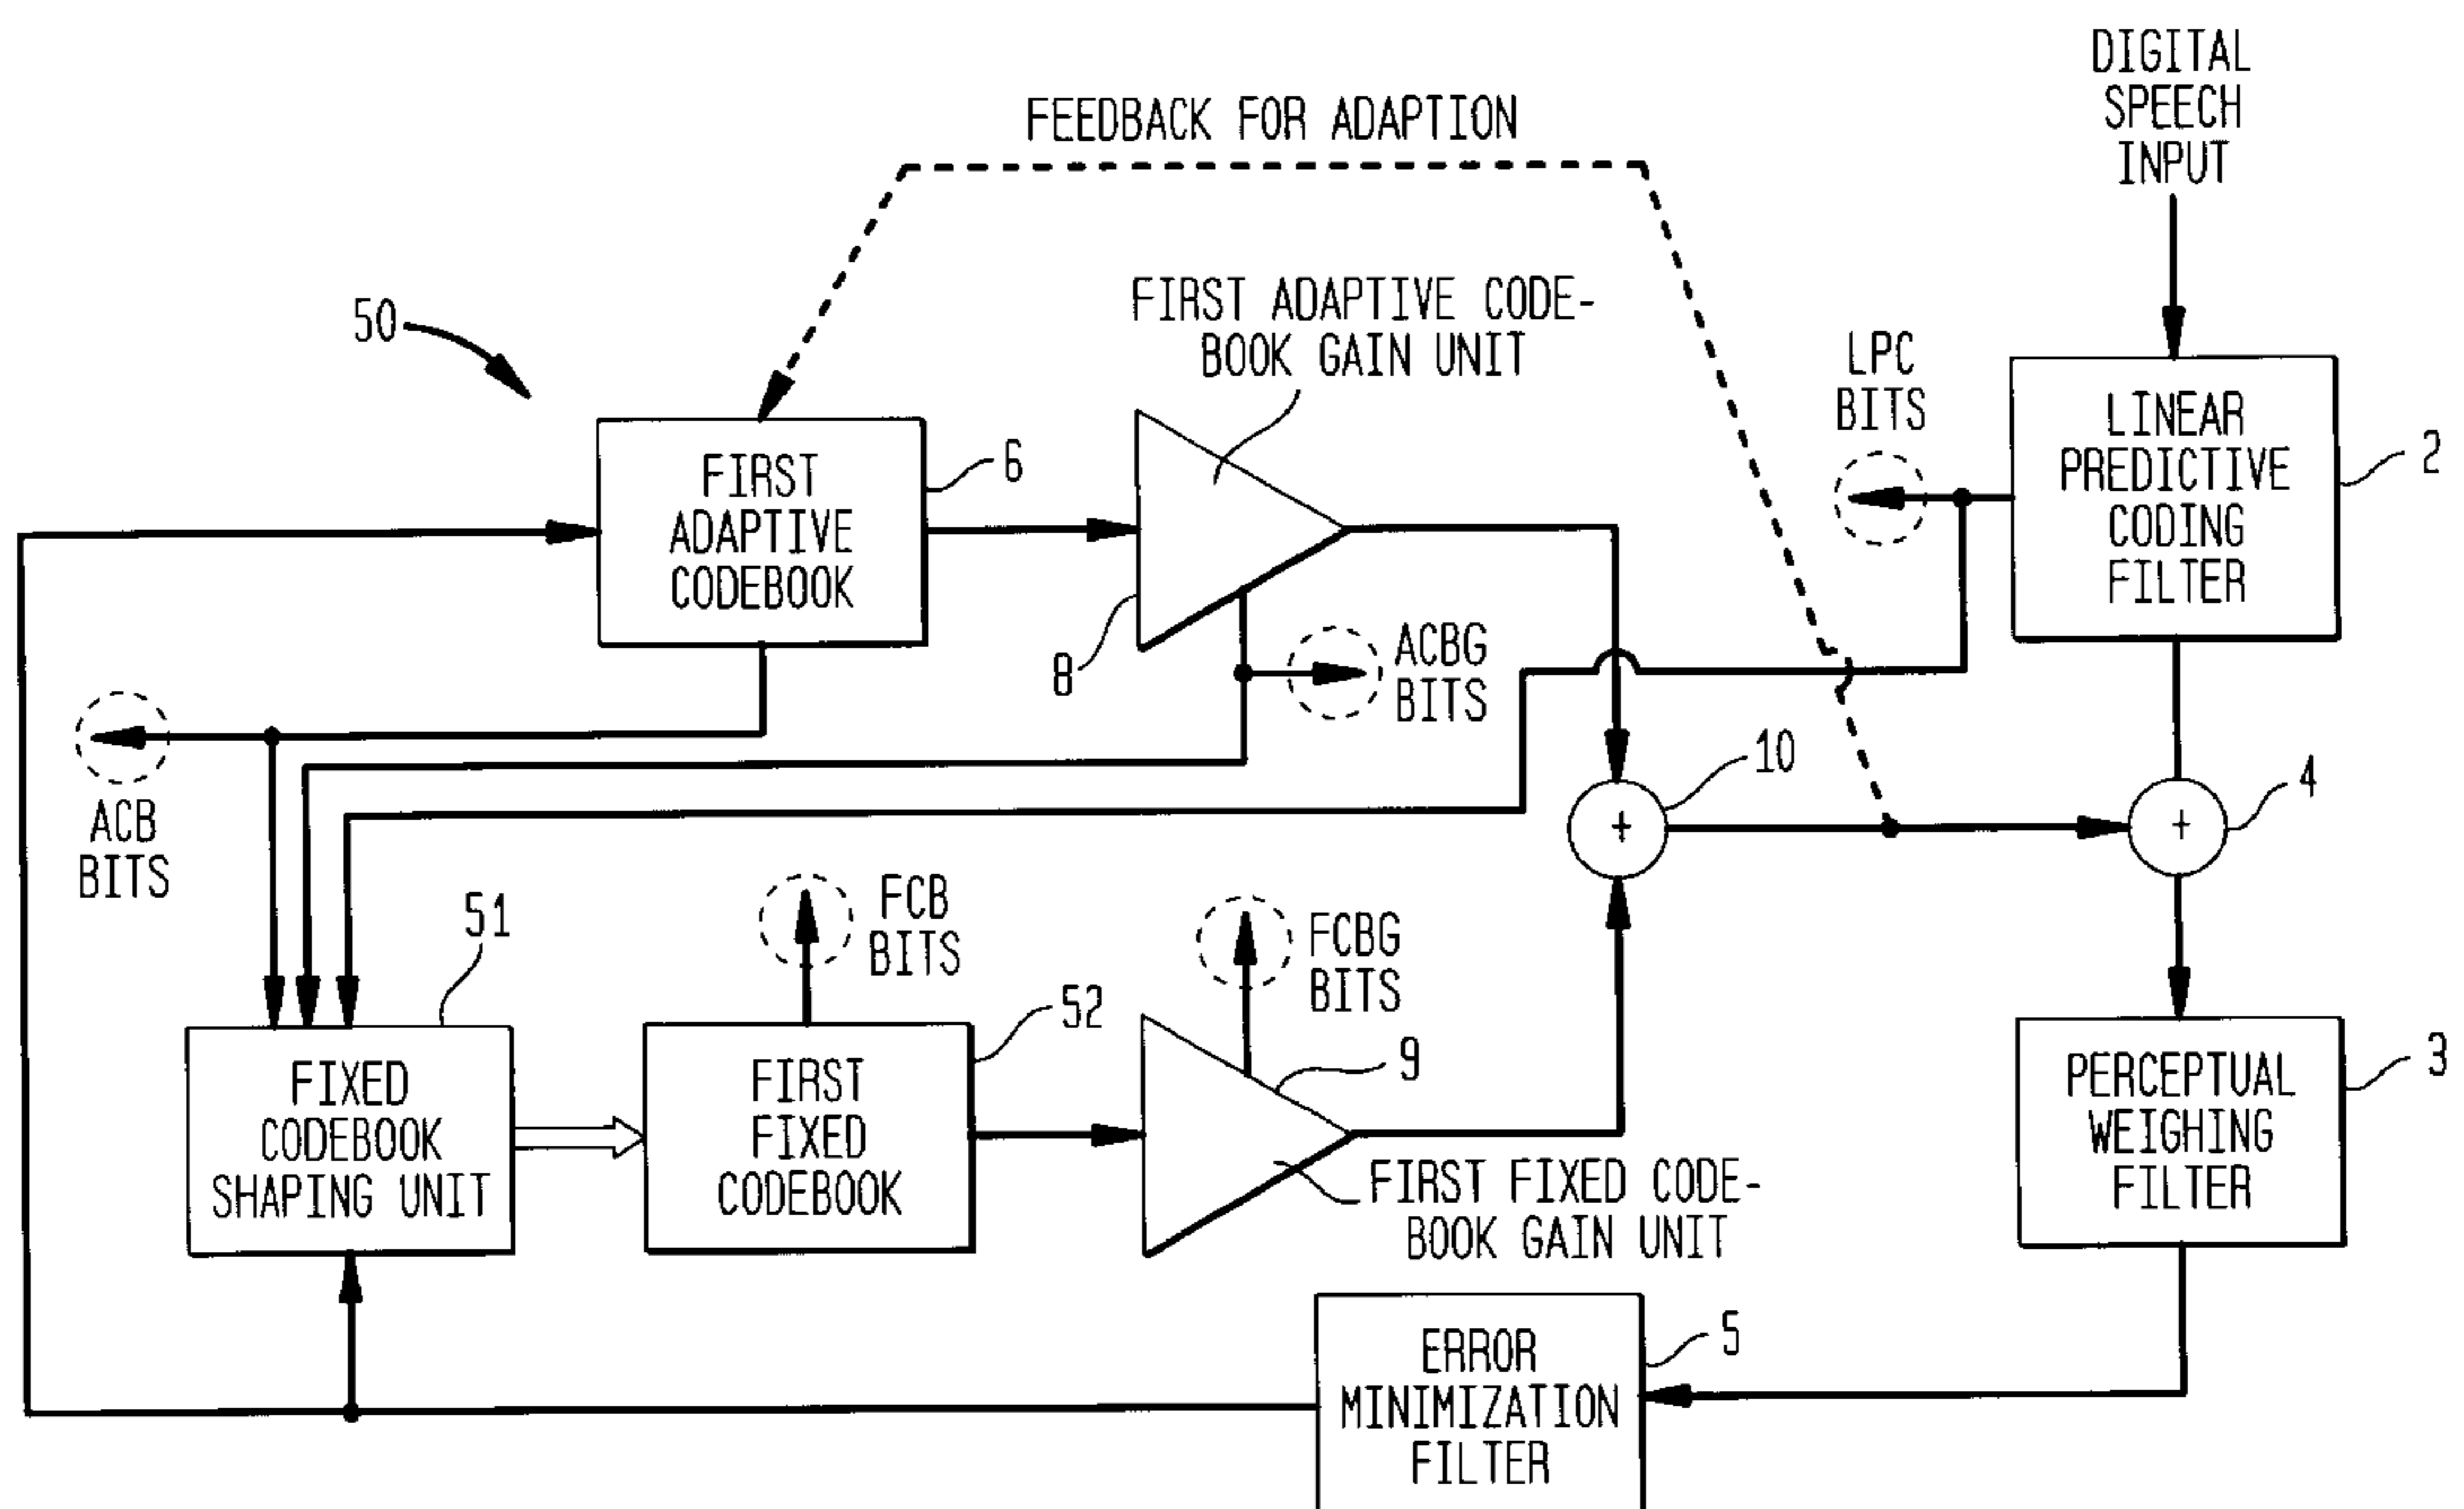 DIGITAL
SPEECH
INPUT
FEEDBACK FOR ADAPTION
50
FIRST ADAPTIVE CODE-
BOOK GAIN UNIT
LPC
BITS
LINEAR
PREDICTIVE
CODING
FILTER
2
FIRST
ADAPTIVE
CODEBOOK
6
8
ACBG
BITS
10
+
+
4
ACB
BITS
51
FCB
BITS
FCBG
BITS
52
9
FIXED
CODEBOOK
SHAPING UNIT
FIRST
FIXED
CODEBOOK
FIRST FIXED CODE-
BOOK GAIN UNIT
PERCEPTUAL
WEIGHING
FILTER
3
ERROR
MINIMIZATION
FILTER
5